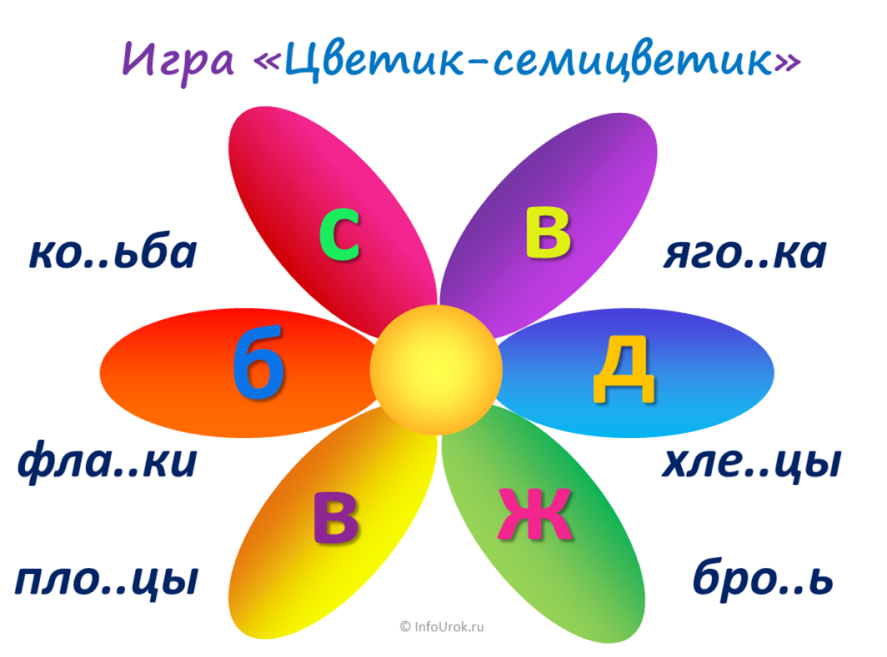 Игра «Цветик-семицветик»
с
в
ко..ьба
яго..ка
б
д
фла..ки
хле..цы
в
ж
пло..цы
бро..ь
© InfoUrok.ru